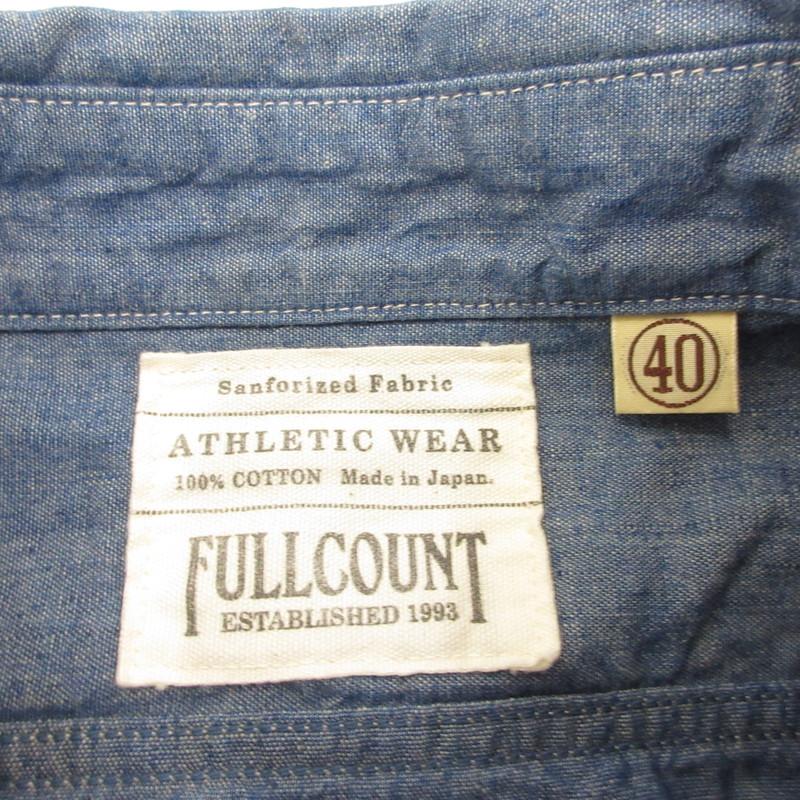 Sanforized Fabric
ATHLETIC WEAR
100% COTTON Made in Japan.
FULLCOUNT
ESTABLISHED 1993
40